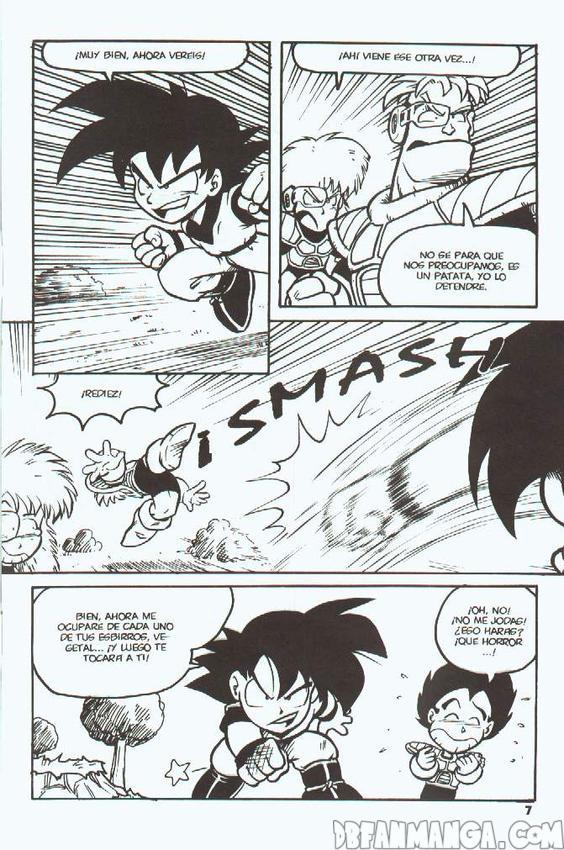 ¡MUY BIEN, AHORA VEREIS!
¡AHÍ VIENE ESE OTRA VEZ...!
NO SE PARA QUE
NOS PREOCUPAMOS, ES
UN PATATA, YO LO
DETENDRE.
¡REDIEZ!
¡SMASH
BIEN, AHORA ME
OCUPARE DE CADA UNO
DE TUS ESBIRROS, VE-
GETAL... ¡Y LUEGO TE
TOCARA A TI!
¡OH, NO!
¡NO ME JODAS!
¿ESO HARAS?
¡QUE HORROR
...!
7
DBFANMANGA.COM